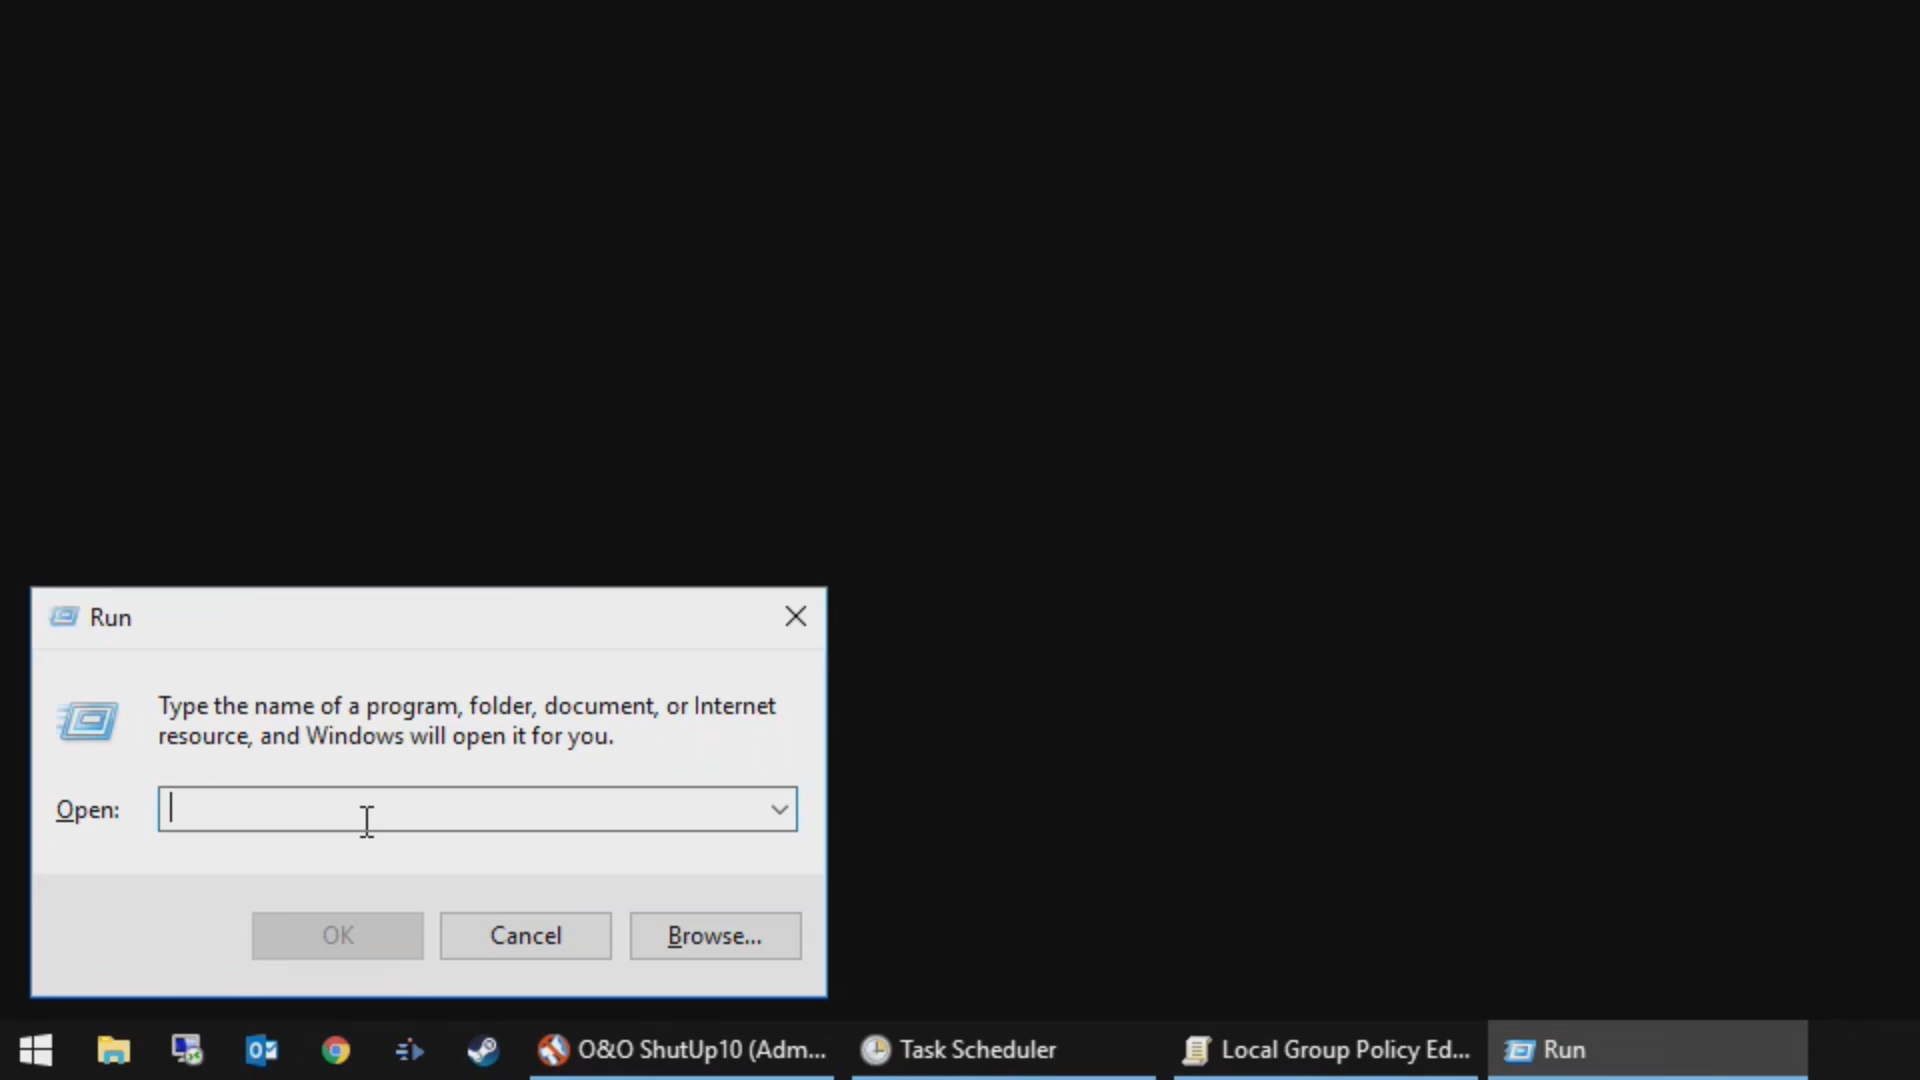 Run
Type the name of a program, folder, document, or Internet
resource, and Windows will open it for you.
Open:
OK
Cancel
Browse...
O&O ShutUp10 (Adm...
Task Scheduler
Local Group Policy Ed...
Run